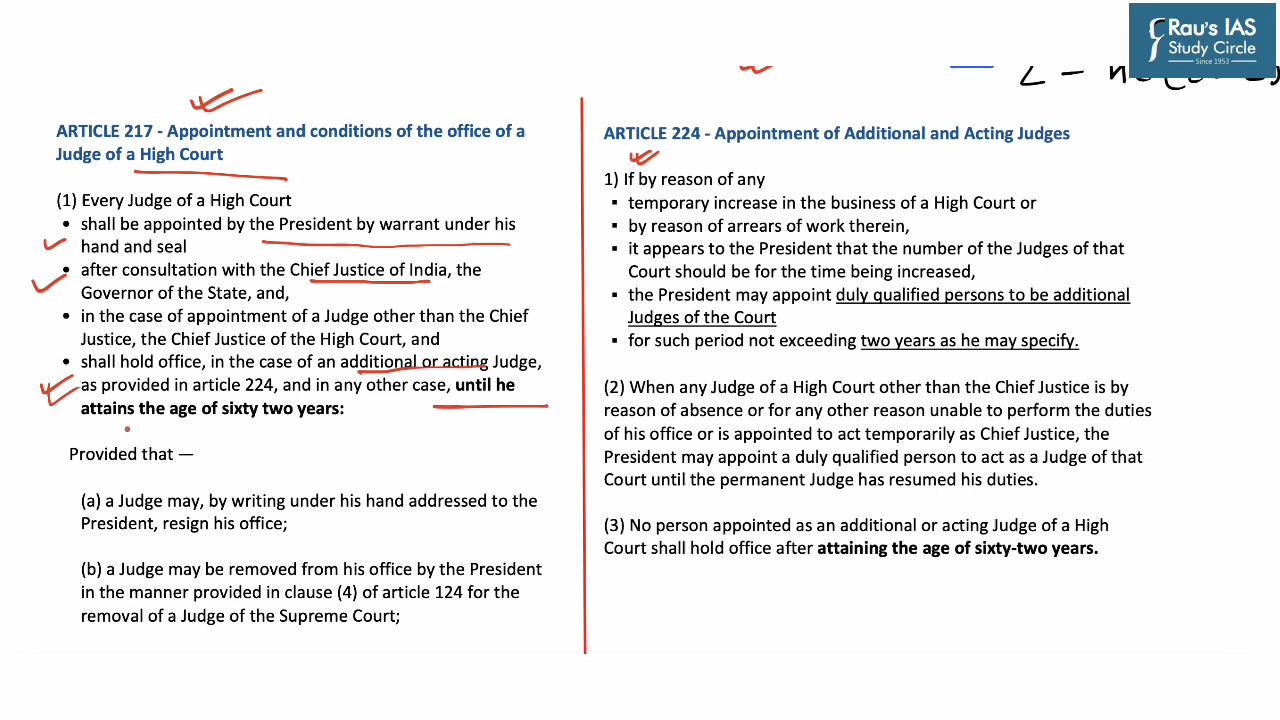 Rau's IAS
Study Circle
Since 1953
2 - n
ARTICLE 217 - Appointment and conditions of the office of a
Judge of a High Court
(1) Every Judge of a High Court
• shall be appointed by the President by warrant under his
hand and seal
• after consultation with the Chief Justice of India, the
Governor of the State, and,
• in the case of appointment of a Judge other than the Chief
Justice, the Chief Justice of the High Court, and
• shall hold office, in the case of an additional or acting Judge,
as provided in article 224, and in any other case, until he
attains the age of sixty two years:
Provided that —
(a) a Judge may, by writing under his hand addressed to the
President, resign his office;
(b) a Judge may be removed from his office by the President
in the manner provided in clause (4) of article 124 for the
removal of a Judge of the Supreme Court;
ARTICLE 224 - Appointment of Additional and Acting Judges
1) If by reason of any
▪ temporary increase in the business of a High Court or
▪ by reason of arrears of work therein,
▪ it appears to the President that the number of the Judges of that
Court should be for the time being increased,
▪ the President may appoint duly qualified persons to be additional
Judges of the Court
▪ for such period not exceeding two years as he may specify.
(2) When any Judge of a High Court other than the Chief Justice is by
reason of absence or for any other reason unable to perform the duties
of his office or is appointed to act temporarily as Chief Justice, the
President may appoint a duly qualified person to act as a Judge of that
Court until the permanent Judge has resumed his duties.
(3) No person appointed as an additional or acting Judge of a High
Court shall hold office after attaining the age of sixty-two years.